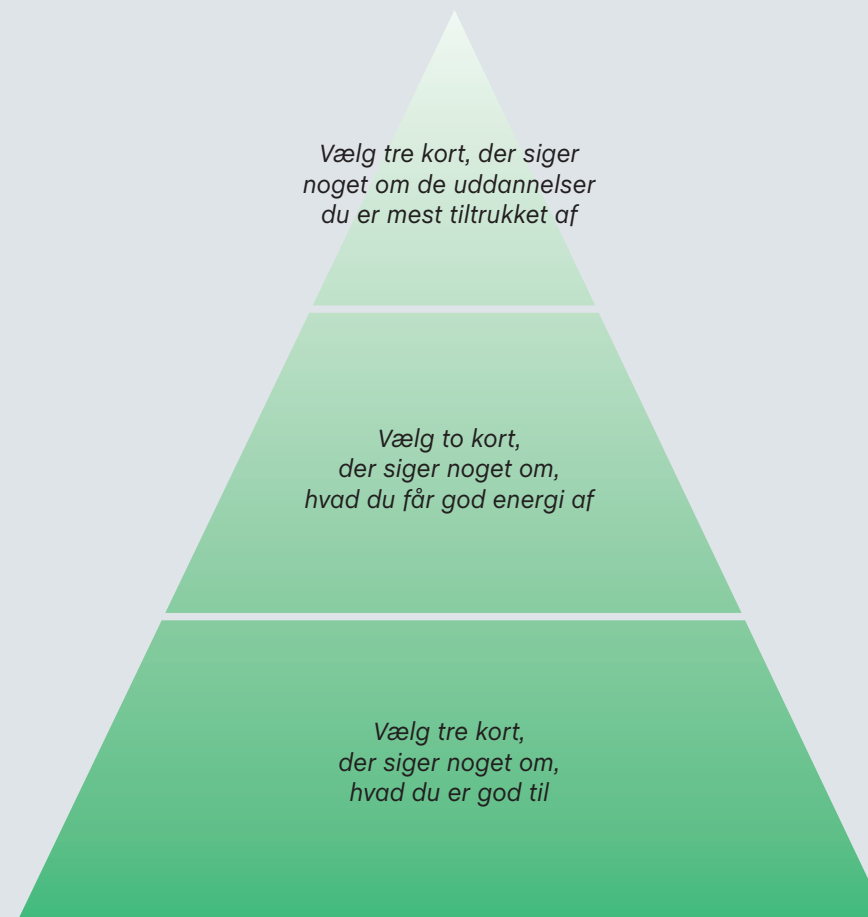 Vælg tre kort, der siger
noget om de uddannelser
du er mest tiltrukket af
Vælg to kort,
der siger noget om,
hvad du får god energi af
Vælg tre kort,
der siger noget om,
hvad du er god til